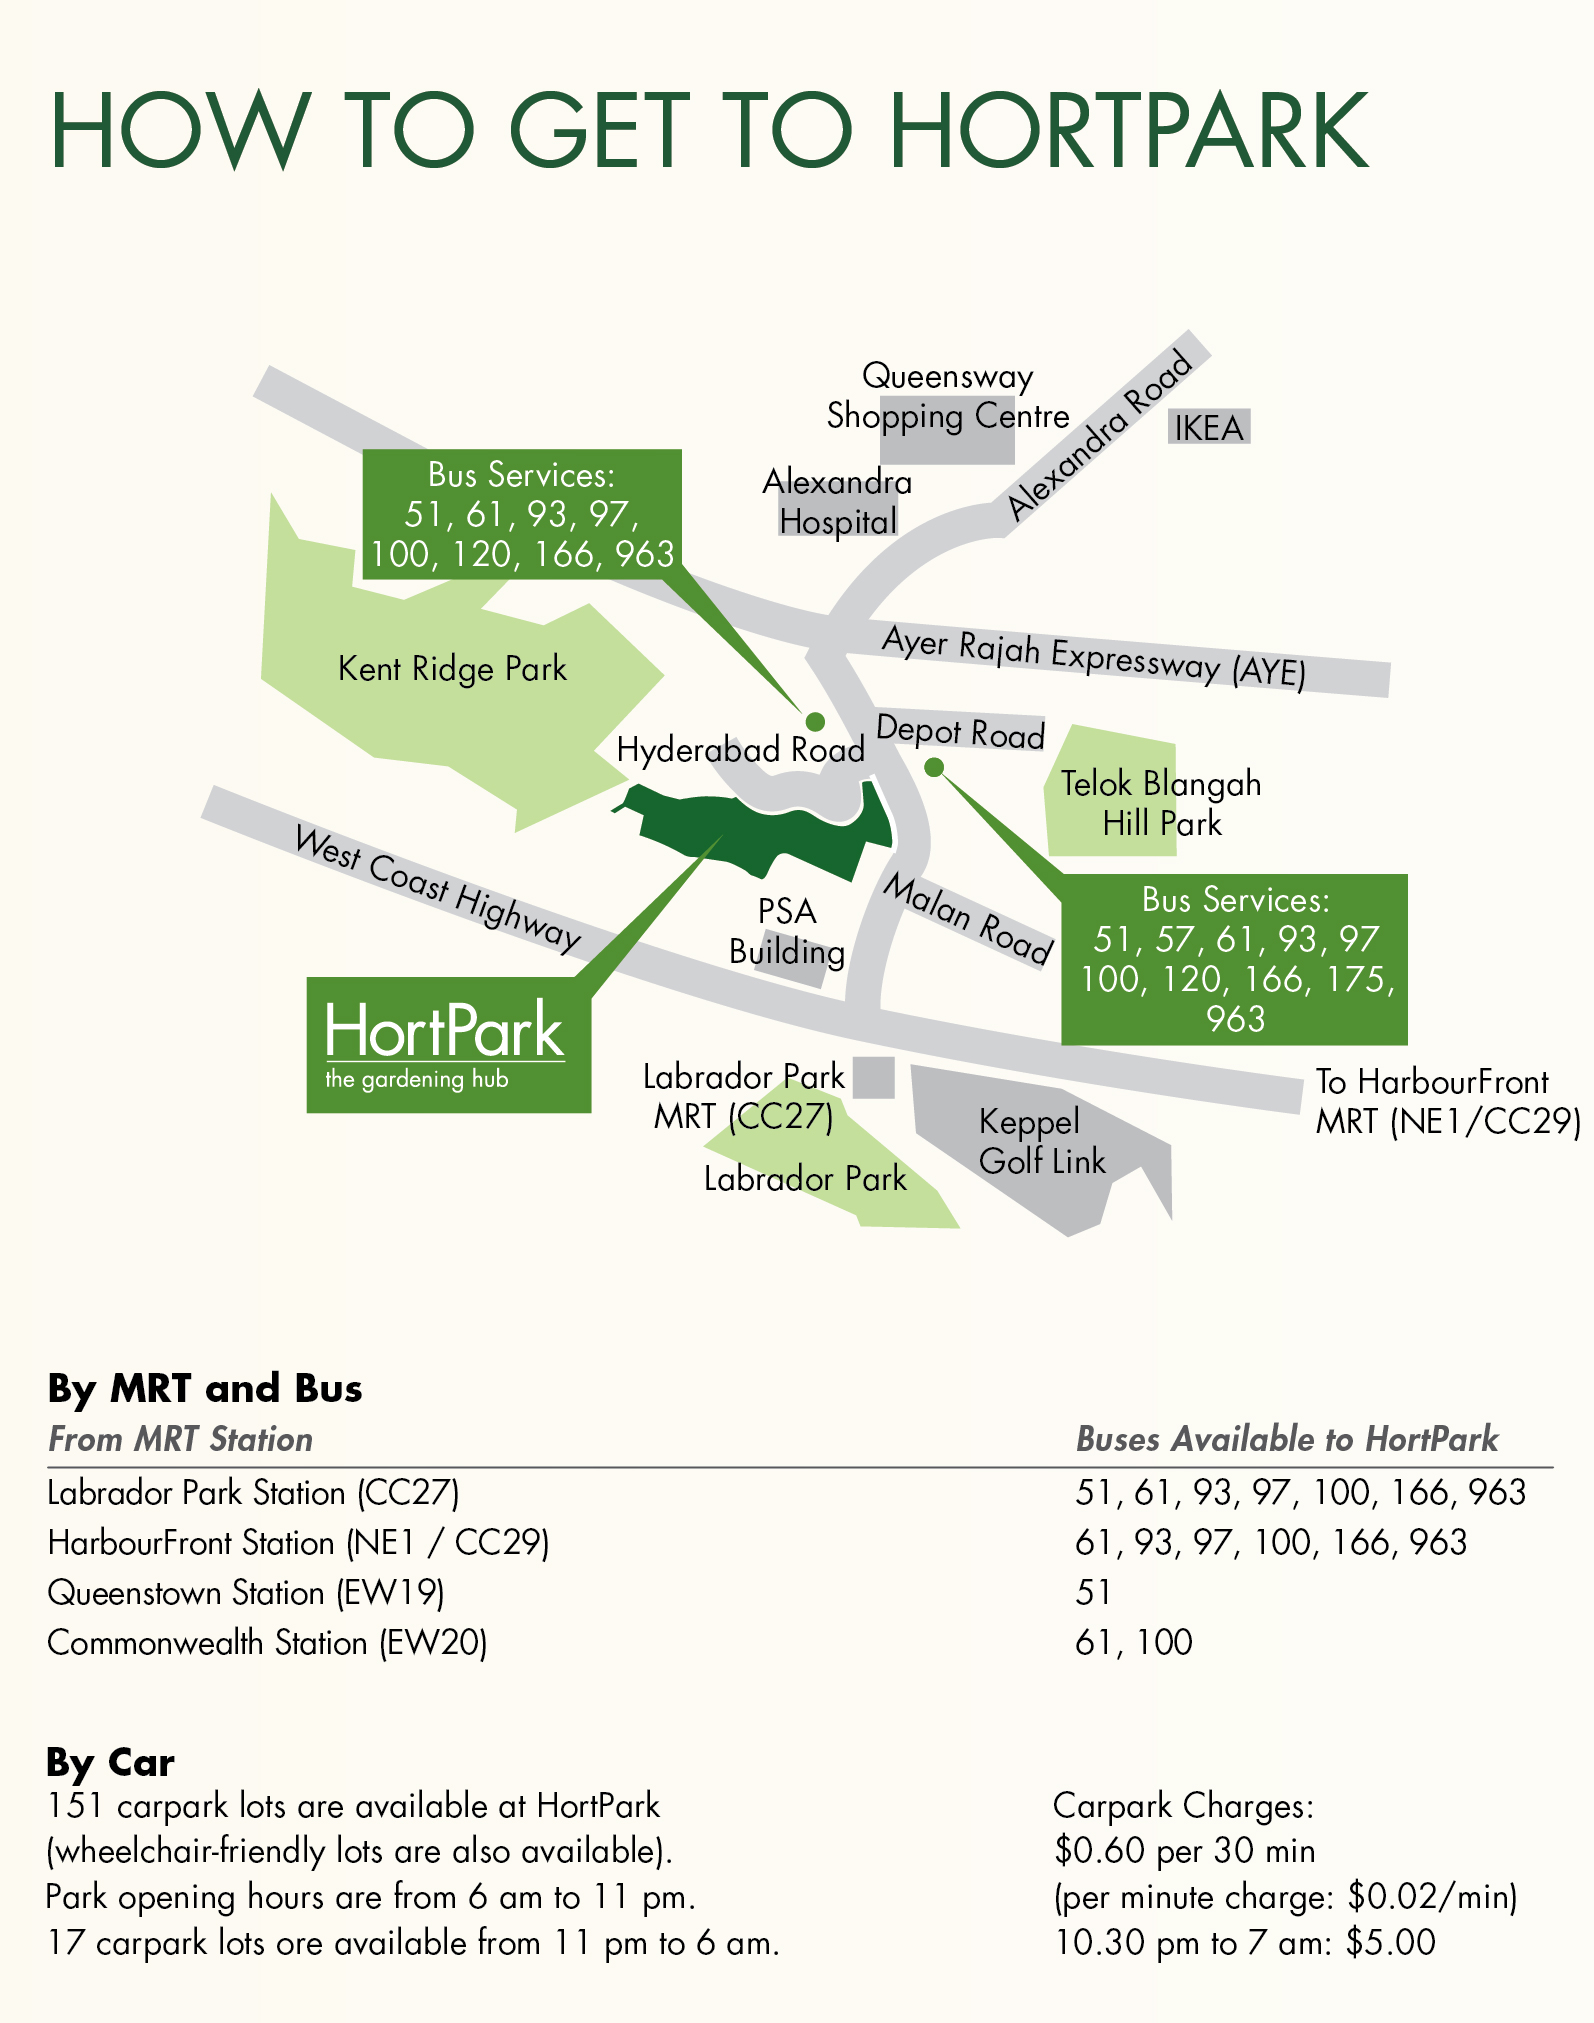 HOW TO GET TO HORTPARK
Queensway
Shopping Centre
Alexandra Road
IKEA
Alexandra
Hospital
Bus Services:
51, 61, 93, 97,
100, 120, 166, 963
Kent Ridge Park
Ayer Rajah Expressway (AYE)
Hyderabad Road
Depot Road
Telok Blangah
Hill Park
West Coast Highway
Malan Road
PSA
Building
Bus Services:
51, 57, 61, 93, 97
100, 120, 166, 175,
963
HortPark
the gardening hub
Labrador Park
MRT (CC27)
Labrador Park
Keppel
Golf Link
To HarbourFront
MRT (NE1/CC29)
By MRT and Bus
From MRT Station Buses Available to HortPark
Labrador Park Station (CC27) 51, 61, 93, 97, 100, 166, 963
HarbourFront Station (NE1 / CC29) 61, 93, 97, 100, 166, 963
Queenstown Station (EW19) 51
Commonwealth Station (EW20) 61, 100
By Car
151 carpark lots are available at HortPark
(wheelchair-friendly lots are also available).
Park opening hours are from 6 am to 11 pm.
17 carpark lots ore available from 11 pm to 6 am.
Carpark Charges:
$0.60 per 30 min
(per minute charge: $0.02/min)
10.30 pm to 7 am: $5.00